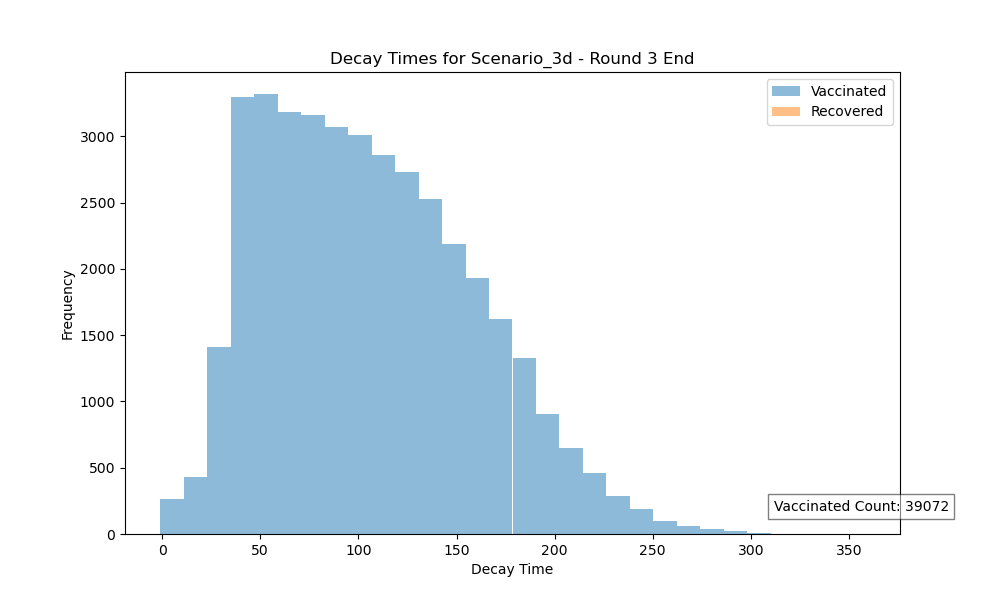 Decay Times for Scenario_3d - Round 3 End
Vaccinated
Recovered
3000
2500
2000
1500
1000
500
0
Frequency
Vaccinated Count: 39072
0 50 100 150 200 250 300 350
Decay Time